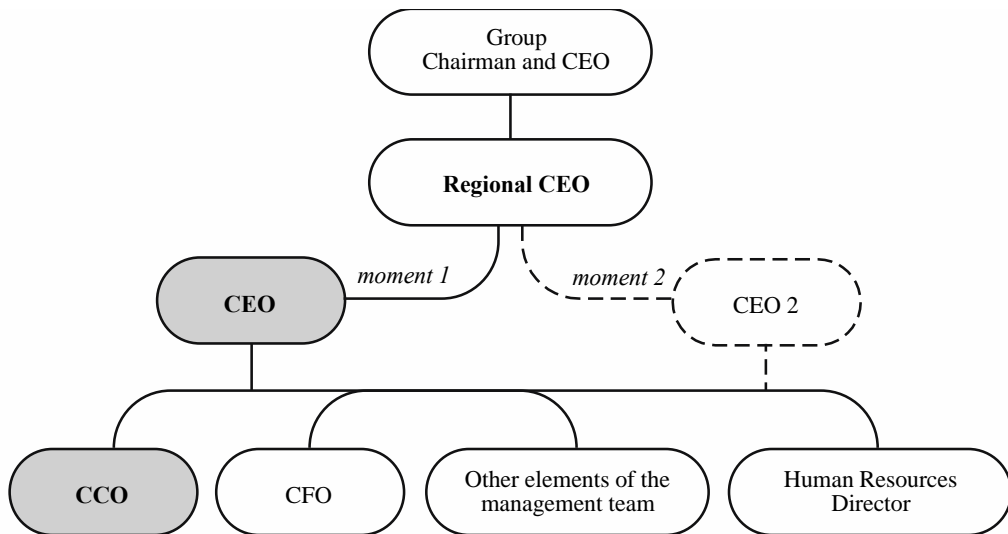 Group
Chairman and CEO
Regional CEO
moment 1
moment 2
CEO
CEO 2
CCO
CFO
Other elements of the
management team
Human Resources
Director